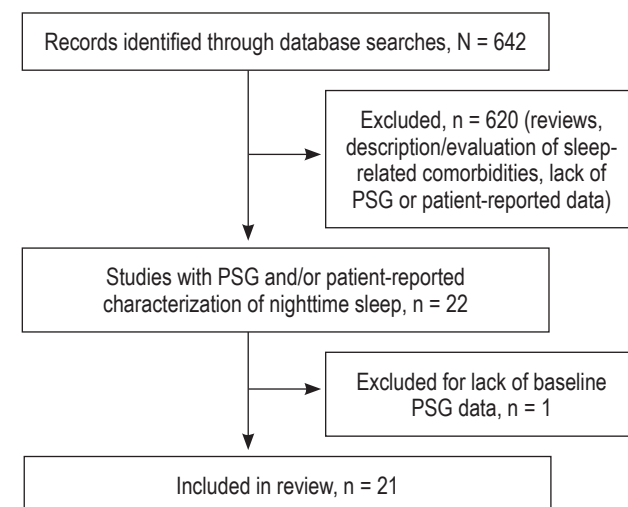 Records identified through database searches, N = 642
Excluded, n = 620 (reviews,
description/evaluation of sleep-
related comorbidities, lack of
PSG or patient-reported data)
Studies with PSG and/or patient-reported
characterization of nighttime sleep, n = 22
Excluded for lack of baseline
PSG data, n = 1
Included in review, n = 21